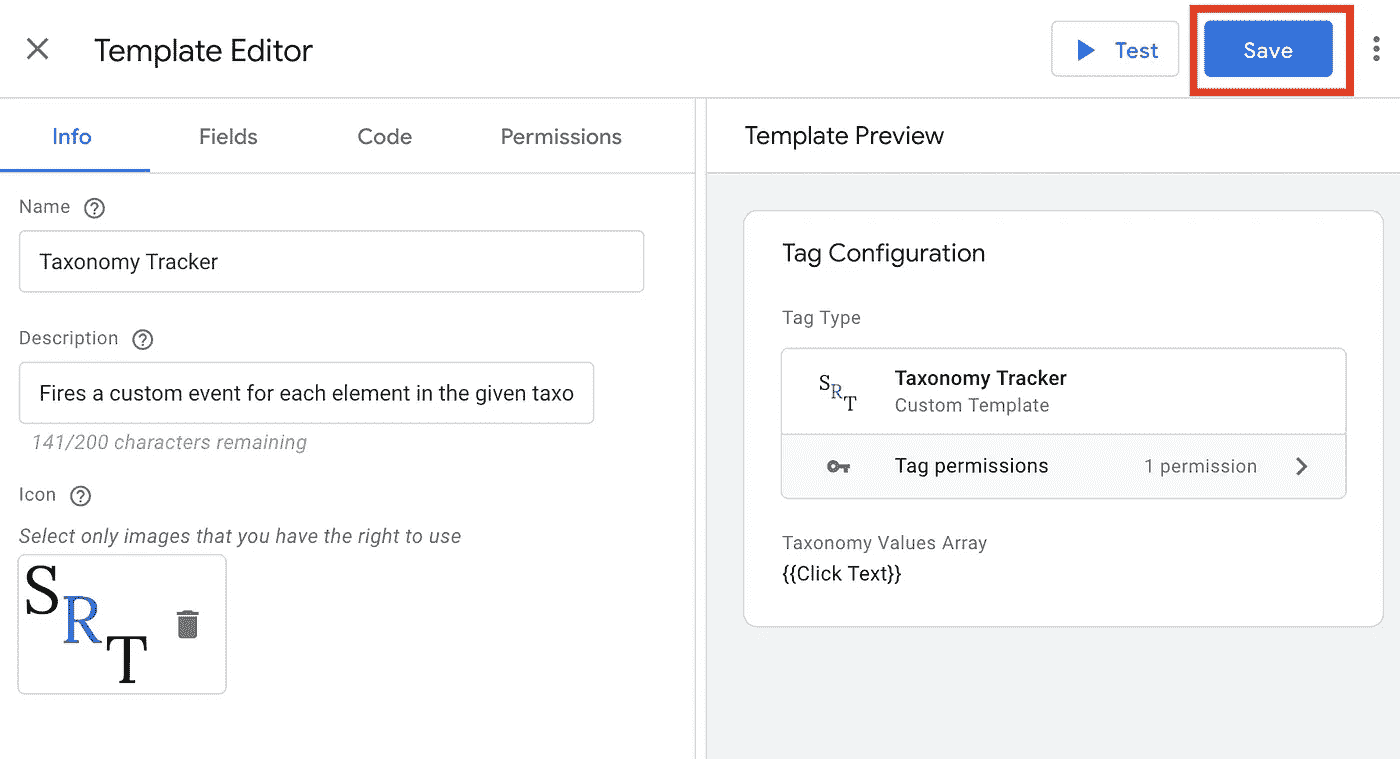 Template Editor
Test
Save
Info
Fields
Code
Permissions
Name
Taxonomy Tracker
Description
Fires a custom event for each element in the given taxo
141/200 characters remaining
Icon
Select only images that you have the right to use
SRT
Template Preview
Tag Configuration
Tag Type
SRT
Taxonomy Tracker
Custom Template
Tag permissions
1 permission
Taxonomy Values Array
{{Click Text}}